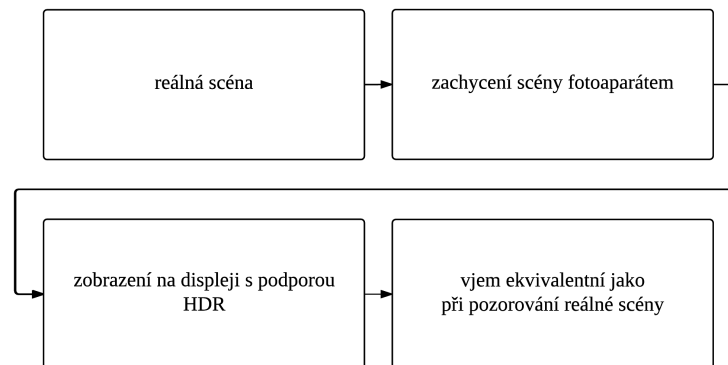 reálná scéna
zachycení scény fotoaparátem
zobrazení na displeji s podporou
HDR
vjem ekvivalentní jako
při pozorování reálné scény